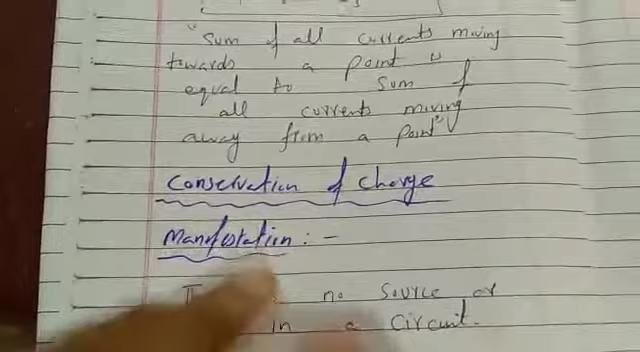 "Sum of all currents moving
towards a point is
equal to sum of
all currents moving
away from a point"
Conservation of charge
Manifestation : -
no source or
in a circuit.